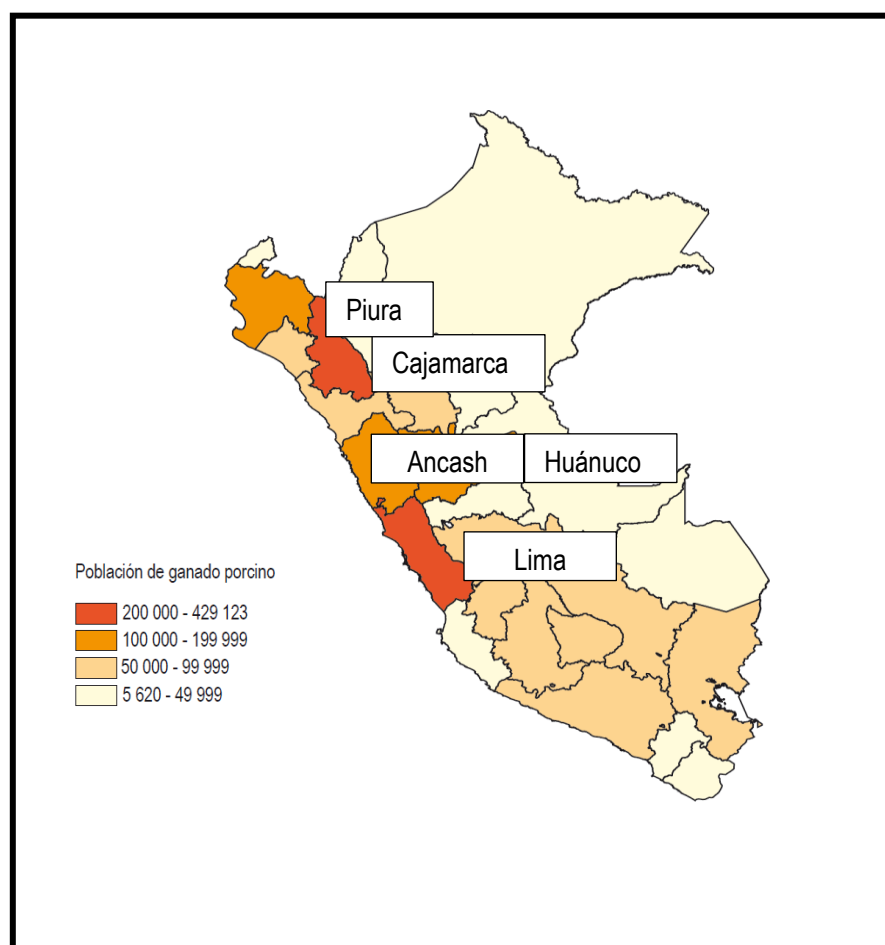 Piura
Cajamarca
Ancash
Huánuco
Lima
Población de ganado porcino
200 000 - 429 123
100 000 - 199 999
50 000 - 99 999
5 620 - 49 999